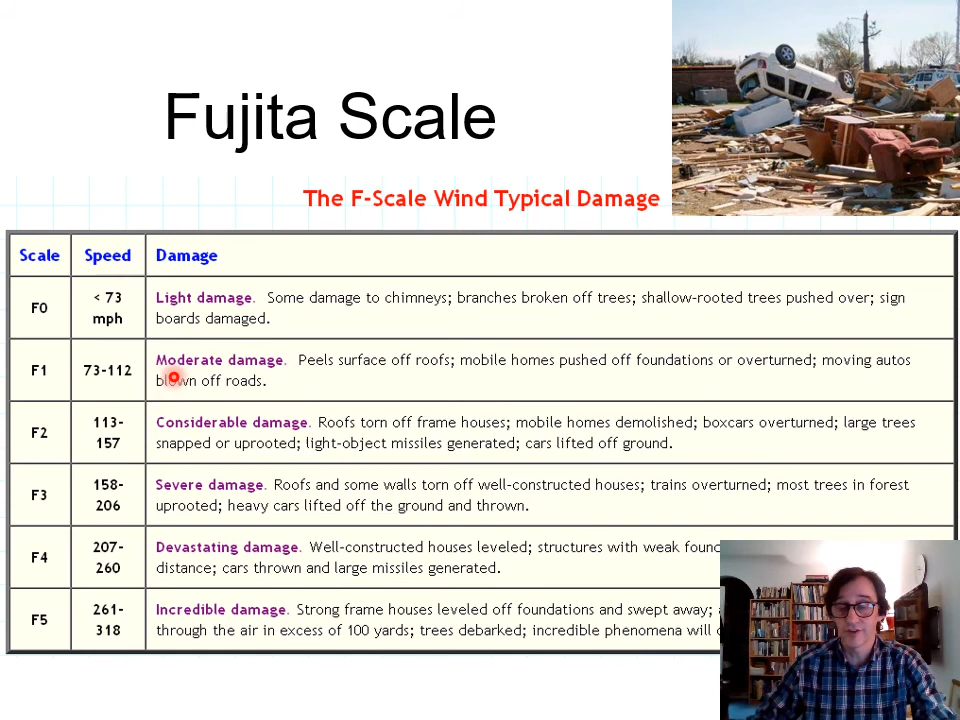 Fujita Scale
The F-Scale Wind Typical Damage
Scale Speed Damage
F0 < 73 mph Light damage. Some damage to chimneys; branches broken off trees; shallow-rooted trees pushed over; sign
boards damaged.
F1 73-112 Moderate damage. Peels surface off roofs; mobile homes pushed off foundations or overturned; moving autos
blown off roads.
F2 113-157 Considerable damage. Roofs torn off frame houses; mobile homes demolished; boxcars overturned; large trees
snapped or uprooted; light-object missiles generated; cars lifted off ground.
F3 158-206 Severe damage. Roofs and some walls torn off well-constructed houses; trains overturned; most trees in forest
uprooted; heavy cars lifted off the ground and thrown.
F4 207-260 Devastating damage. Well-constructed houses leveled; structures with weak
distance; cars thrown and large missiles generated.
F5 261-318 Incredible damage. Strong frame houses leveled off foundations and swept away;
through the air in excess of 100 yards; trees debarked; incredible phenomena will